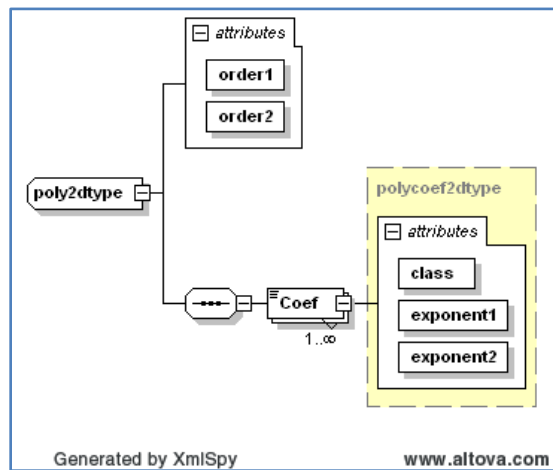 attributes
order1
order2
poly2dtype
polycoef2dtype
attributes
class
Coef
exponent1
1..∞
exponent2
Generated by XmlSpy www.altova.com